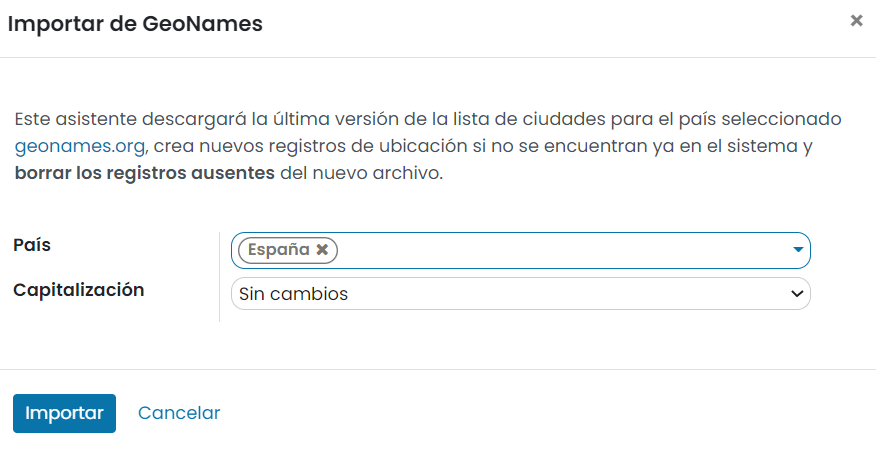 Importar de GeoNames
Este asistente descargará la última versión de la lista de ciudades para el país seleccionado
geonames.org, crea nuevos registros de ubicación si no se encuentran ya en el sistema y
borrar los registros ausentes del nuevo archivo.
País
España
Capitalización
Sin cambios
Importar
Cancelar